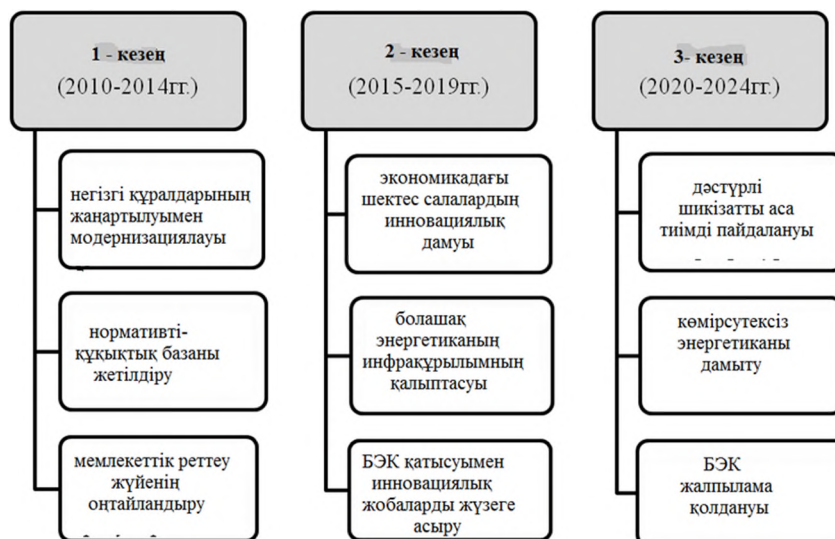 1 - кезең
(2010-2014гг.)
негізгі құралдарының
жаңартылуымен
модернизациялауы
нормативті-
құқықтық базаны
жетілдіру
мемлекеттік реттеу
жүйенің
оңтайландыру
2 - кезең
(2015-2019гг.)
экономикадағы
шектес салалардың
инновациялық
дамуы
болашақ
энергетиканың
инфрақұрылымның
қалыптасуы
БЭК қатысуымен
инновациялық
жобаларды жүзеге
асыру
3- кезең
(2020-2024гг.)
дәстүрлі
шикізатты аса
тиімді пайдалануы
көмірсутексіз
энергетиканы
дамыту
БЭК
жалпылама
қолдануы